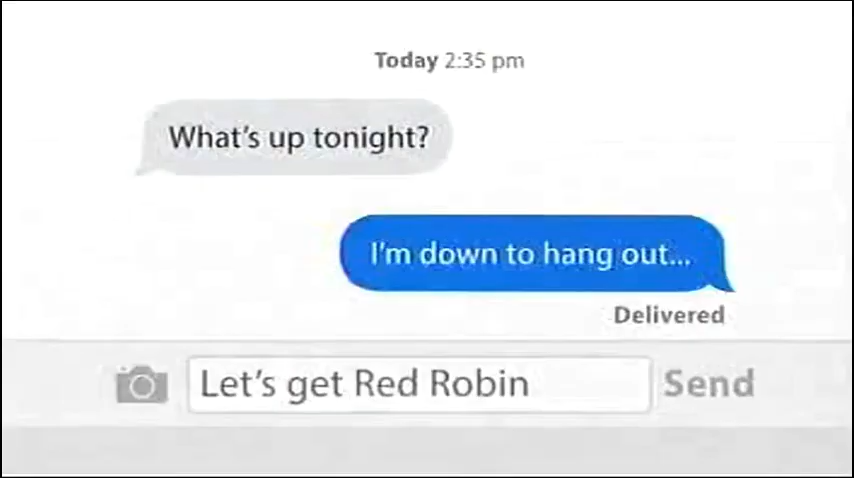 Today 2:35 pm
What's up tonight?
I'm down to hang out...
Delivered
Let's get Red Robin
Send